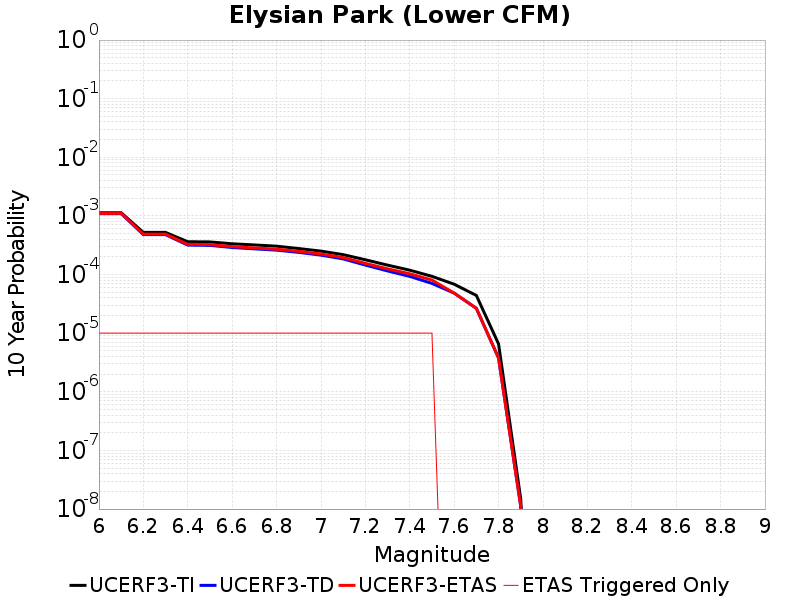 Elysian Park (Lower CFM)
10^0
10^-1
10^-2
10^-3
10^-4
10^-5
10^-6
10^-7
10^-8
10 Year Probability
6 6.2 6.4 6.6 6.8 7 7.2 7.4 7.6 7.8 8 8.2 8.4 8.6 8.8 9
Magnitude
UCERF3-TI UCERF3-TD UCERF3-ETAS ETAS Triggered Only